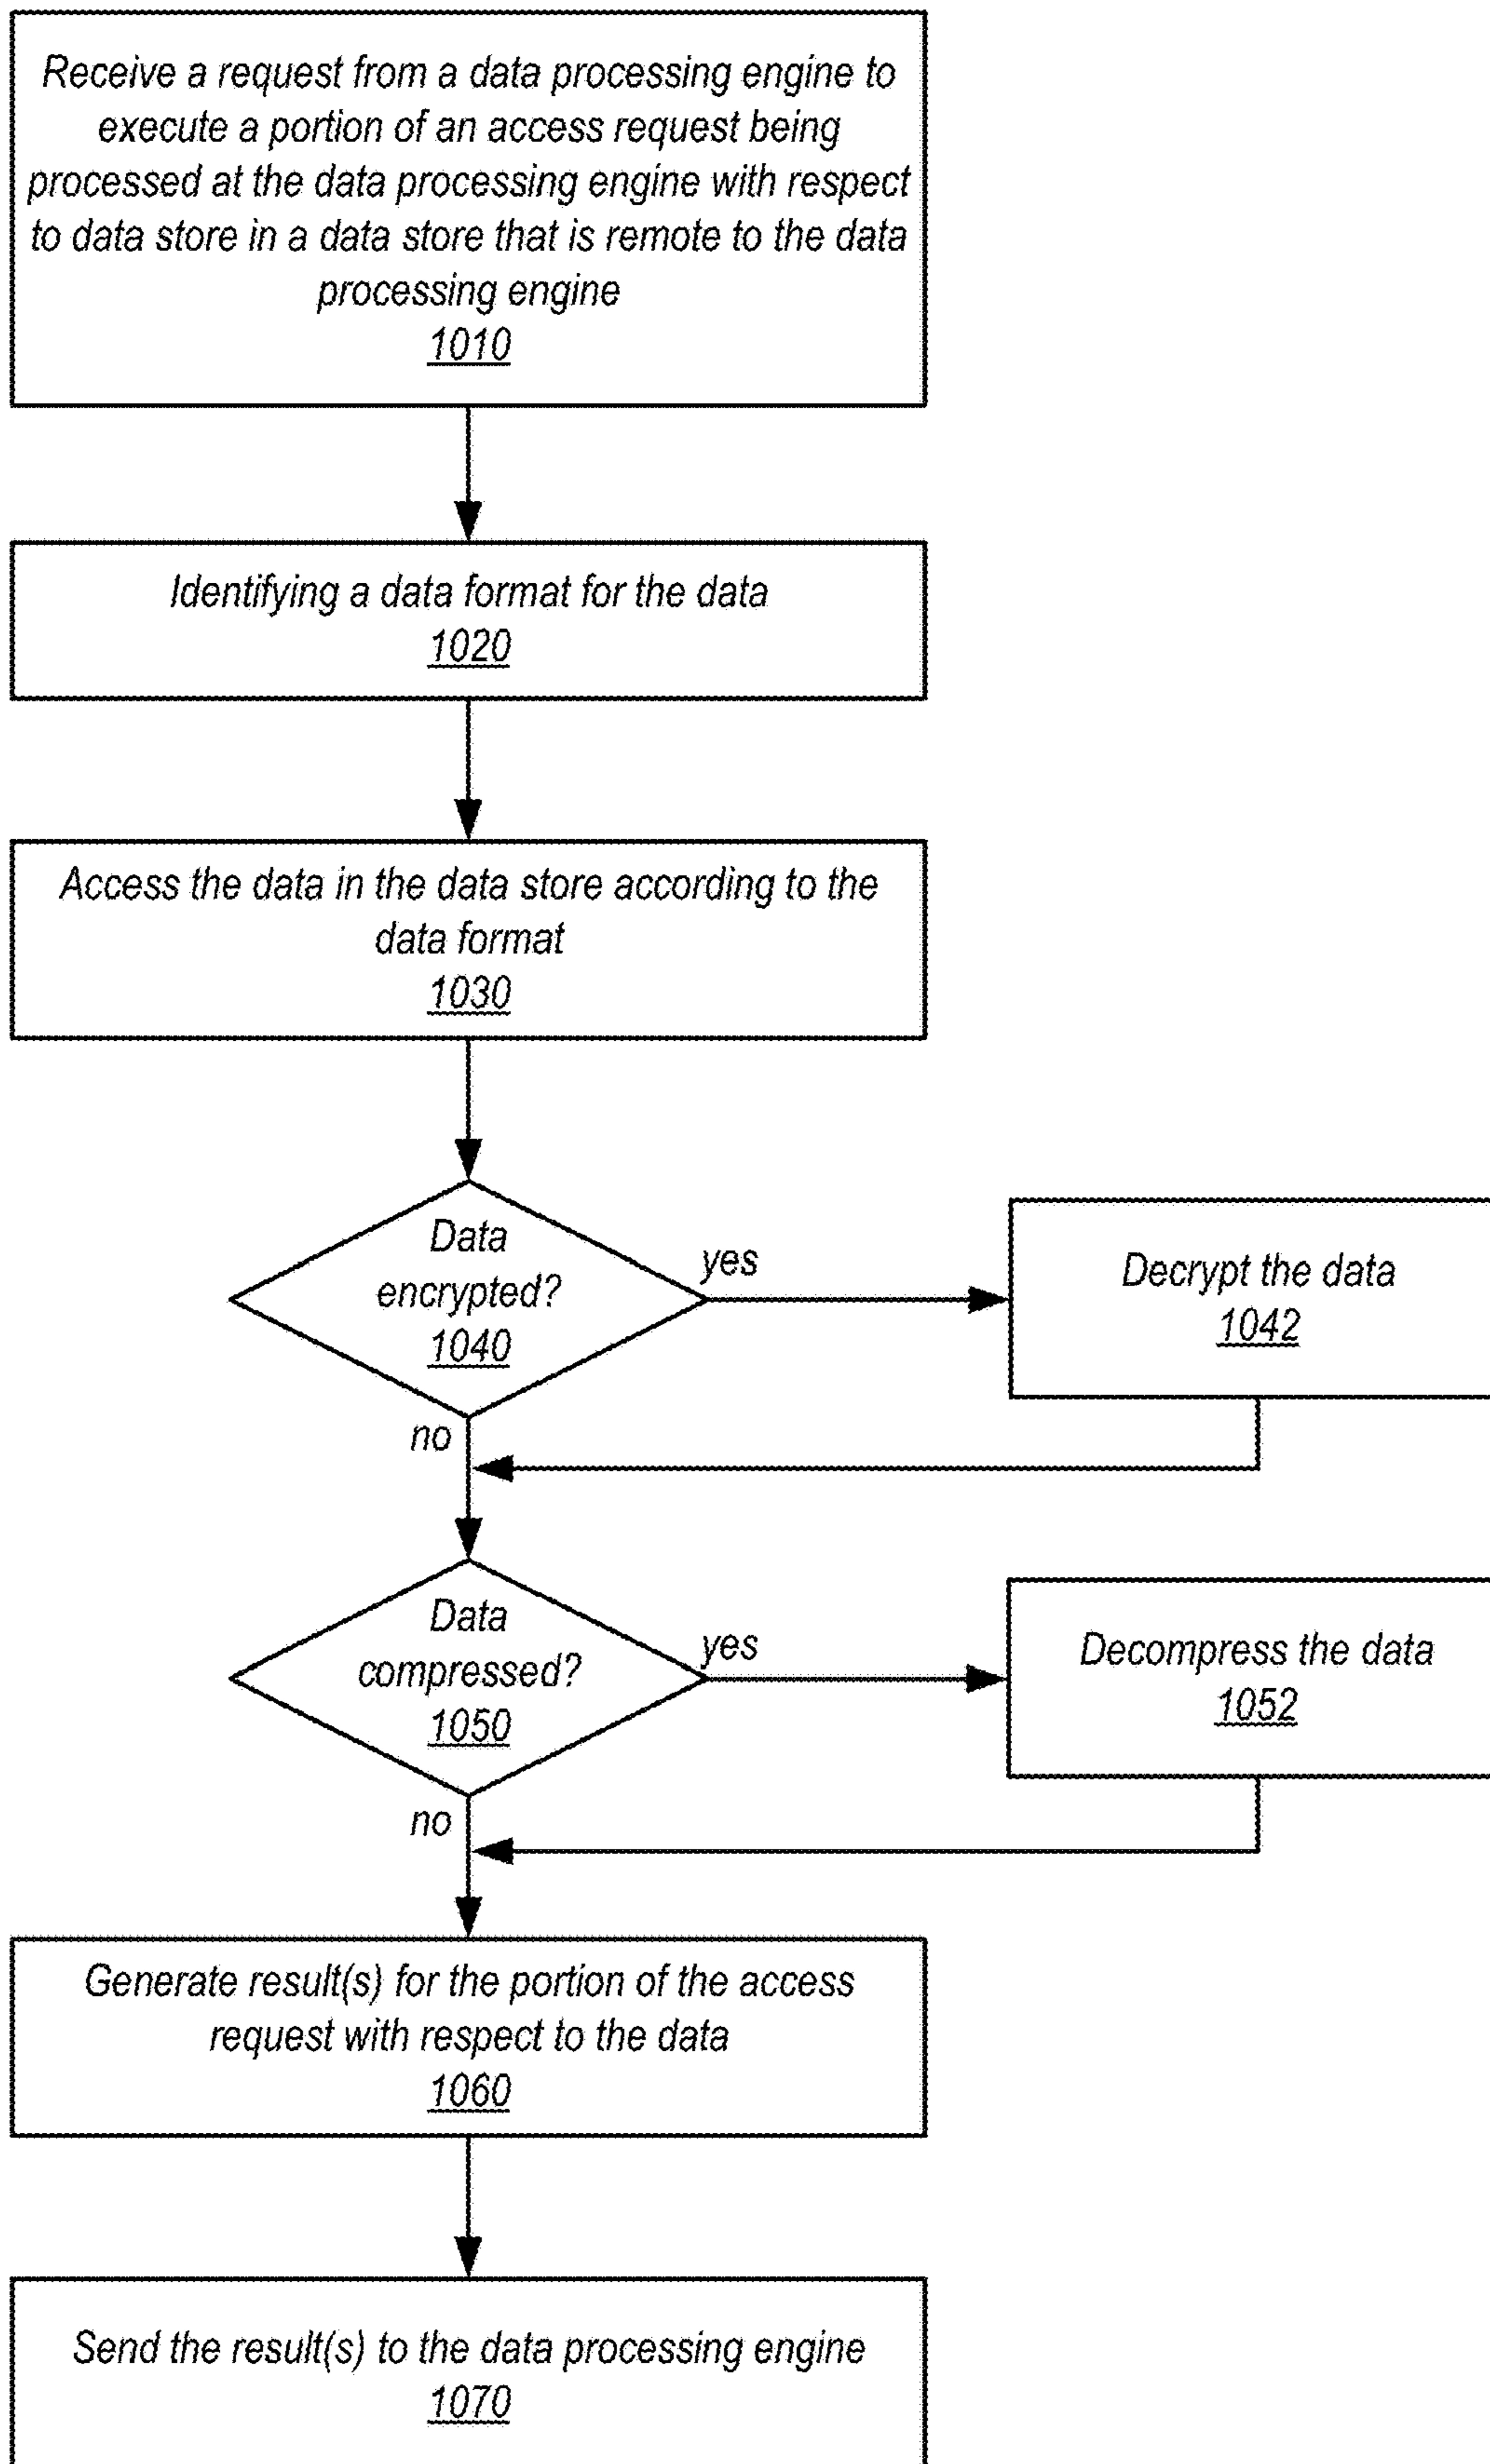 Receive a request from a data processing engine to
execute a portion of an access request being
processed at the data processing engine with respect
to data store in a data store that is remote to the data
processing engine
1010
Identifying a data format for the data
1020
Access the data in the data store according to the
data format
1030
Data
encrypted?
1040
yes
Decrypt the data
1042
no
Data
compressed?
1050
yes
Decompress the data
1052
no
Generate result(s) for the portion of the access
request with respect to the data
1060
Send the result(s) to the data processing engine
1070